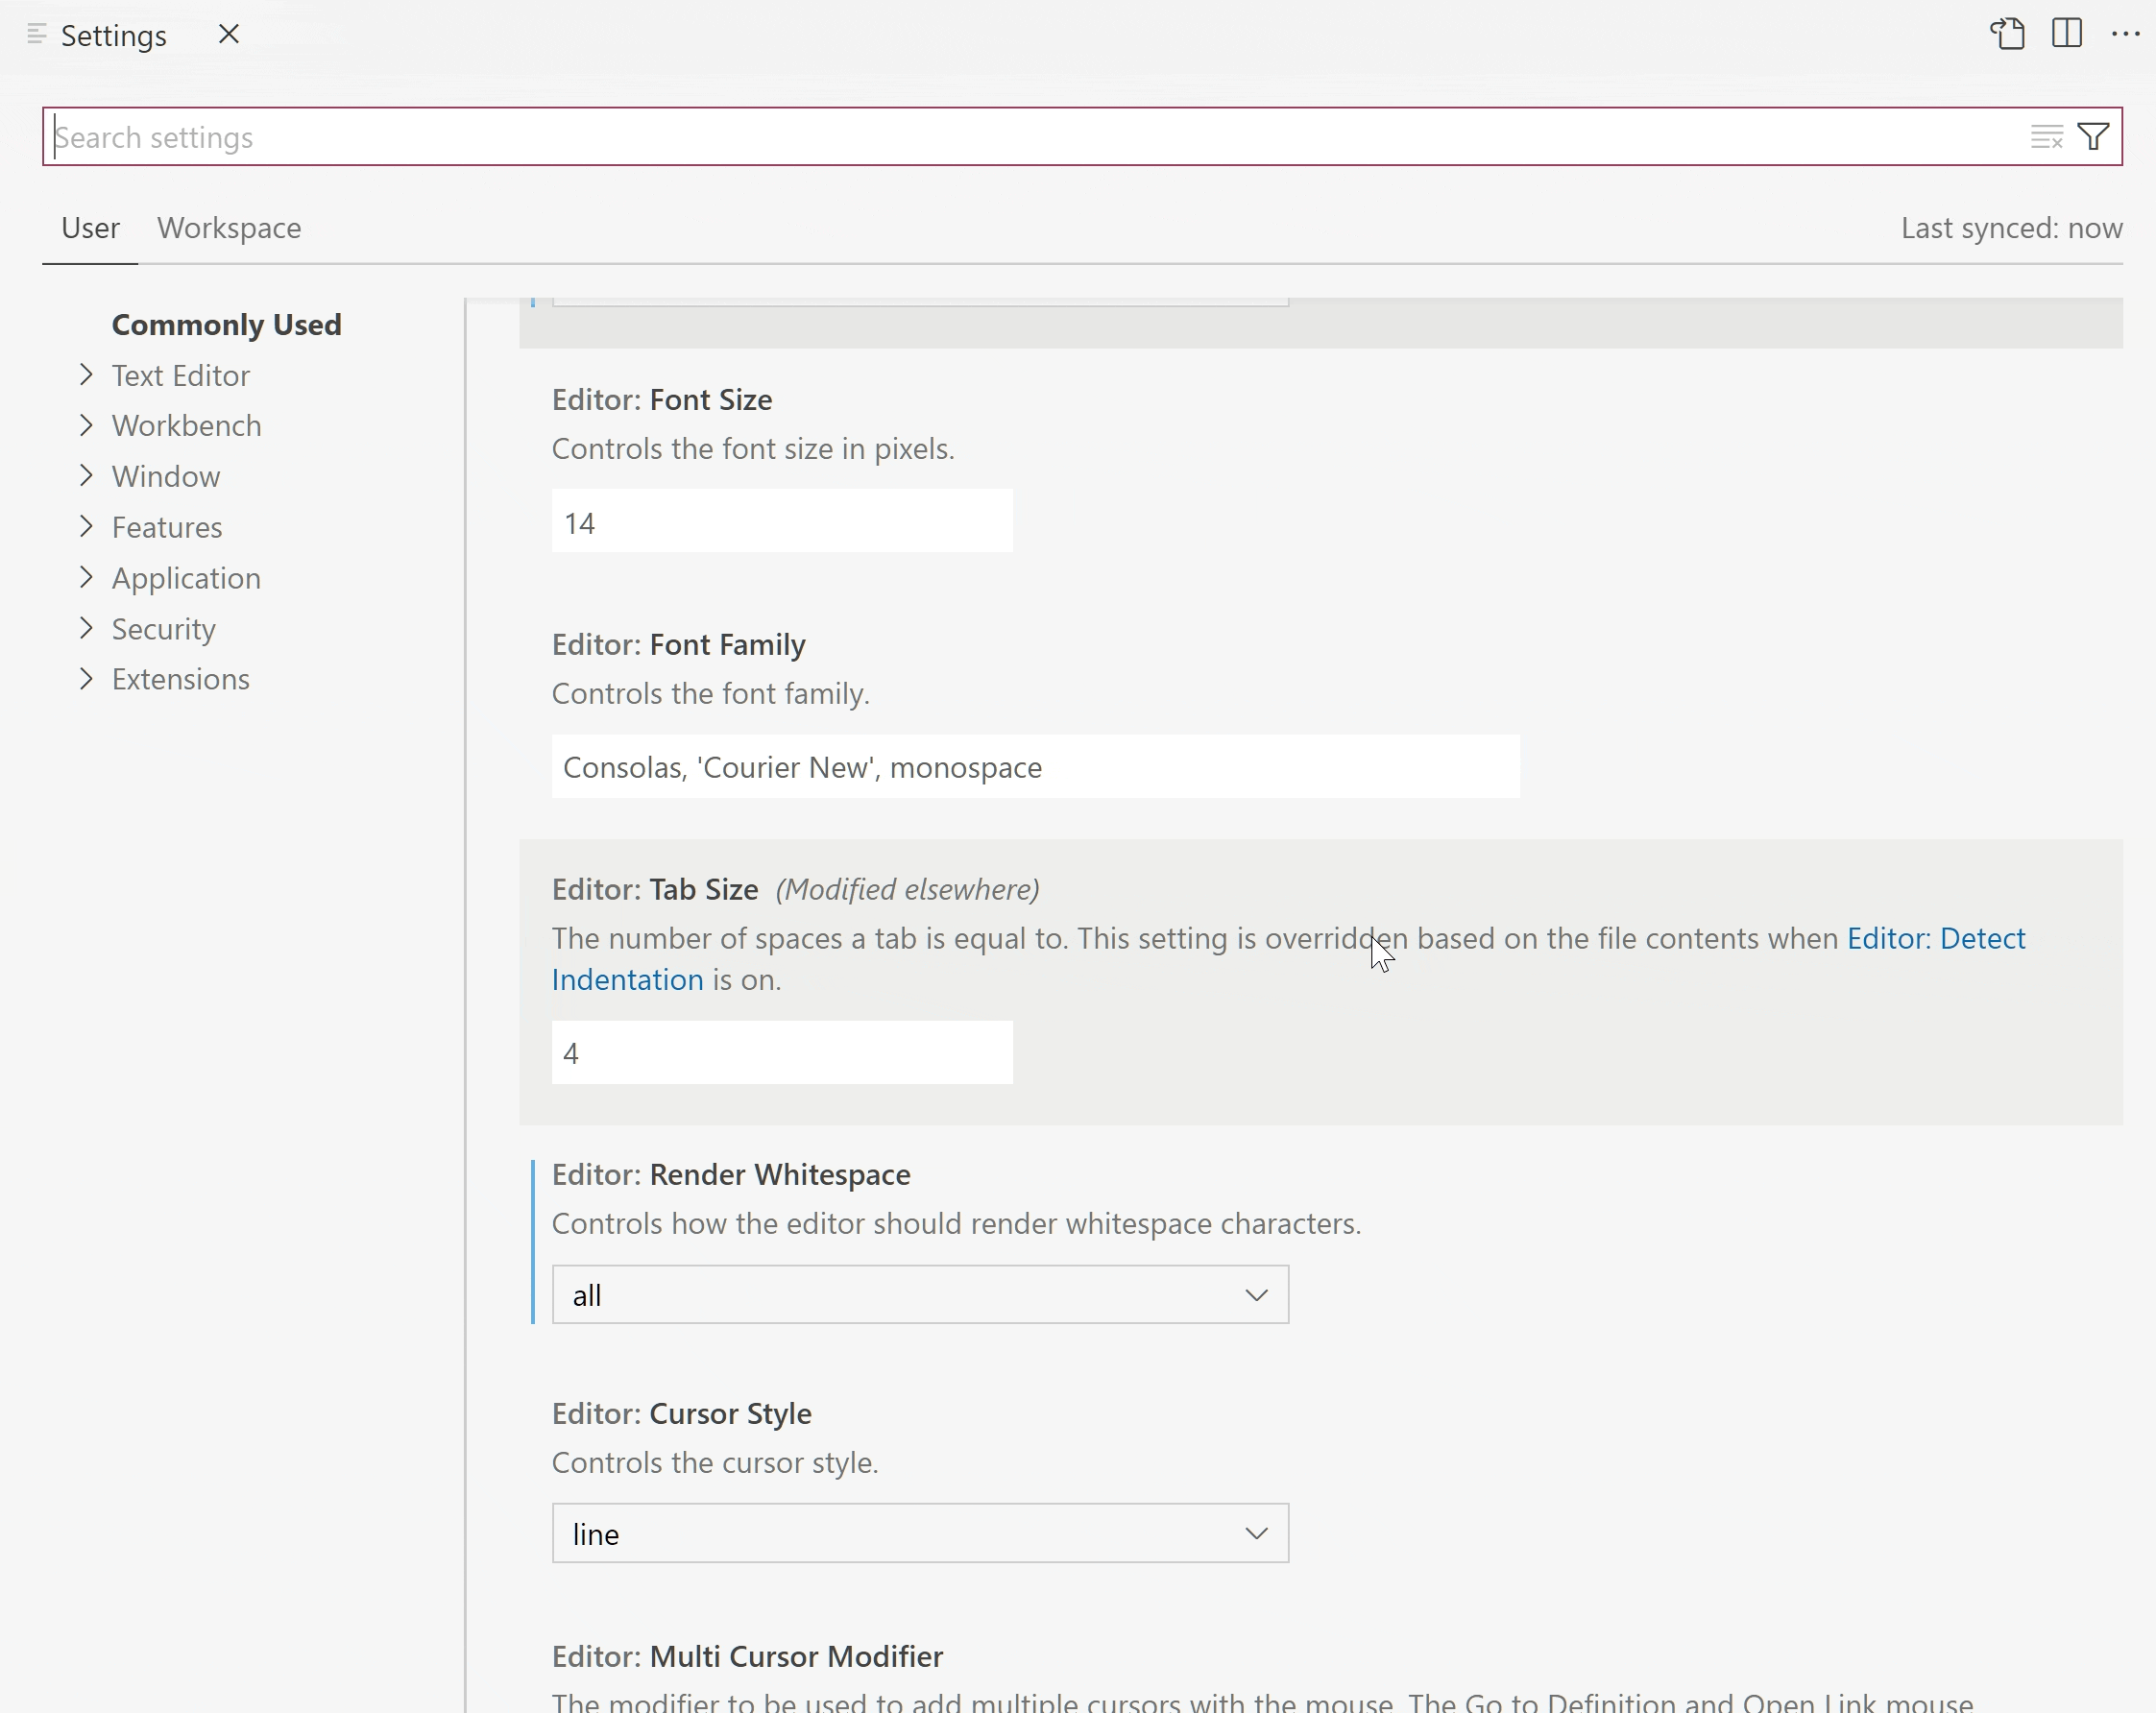 Settings
Search settings
User Workspace Last synced: now
Commonly Used
Text Editor
Workbench
Window
Features
Application
Security
Extensions
Editor: Font Size
Controls the font size in pixels.
14
Editor: Font Family
Controls the font family.
Consolas, 'Courier New', monospace
Editor: Tab Size (Modified elsewhere)
The number of spaces a tab is equal to. This setting is overridden based on the file contents when Editor: Detect
Indentation is on.
4
Editor: Render Whitespace
Controls how the editor should render whitespace characters.
all
Editor: Cursor Style
Controls the cursor style.
line
Editor: Multi Cursor Modifier
The modifier to be used to add multiple cursors with the mouse. The Go to Definition and Open Link mouse